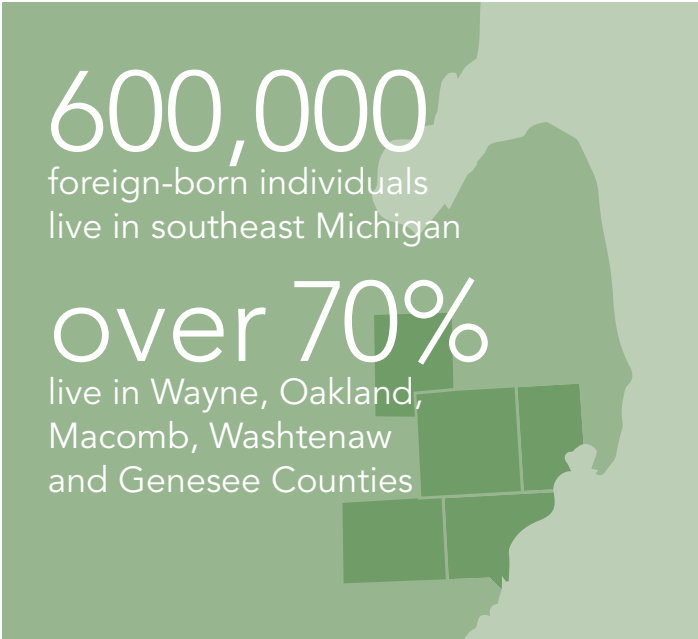 600,000
foreign-born individuals
live in southeast Michigan
over 70%
live in Wayne, Oakland,
Macomb, Washtenaw
and Genesee Counties